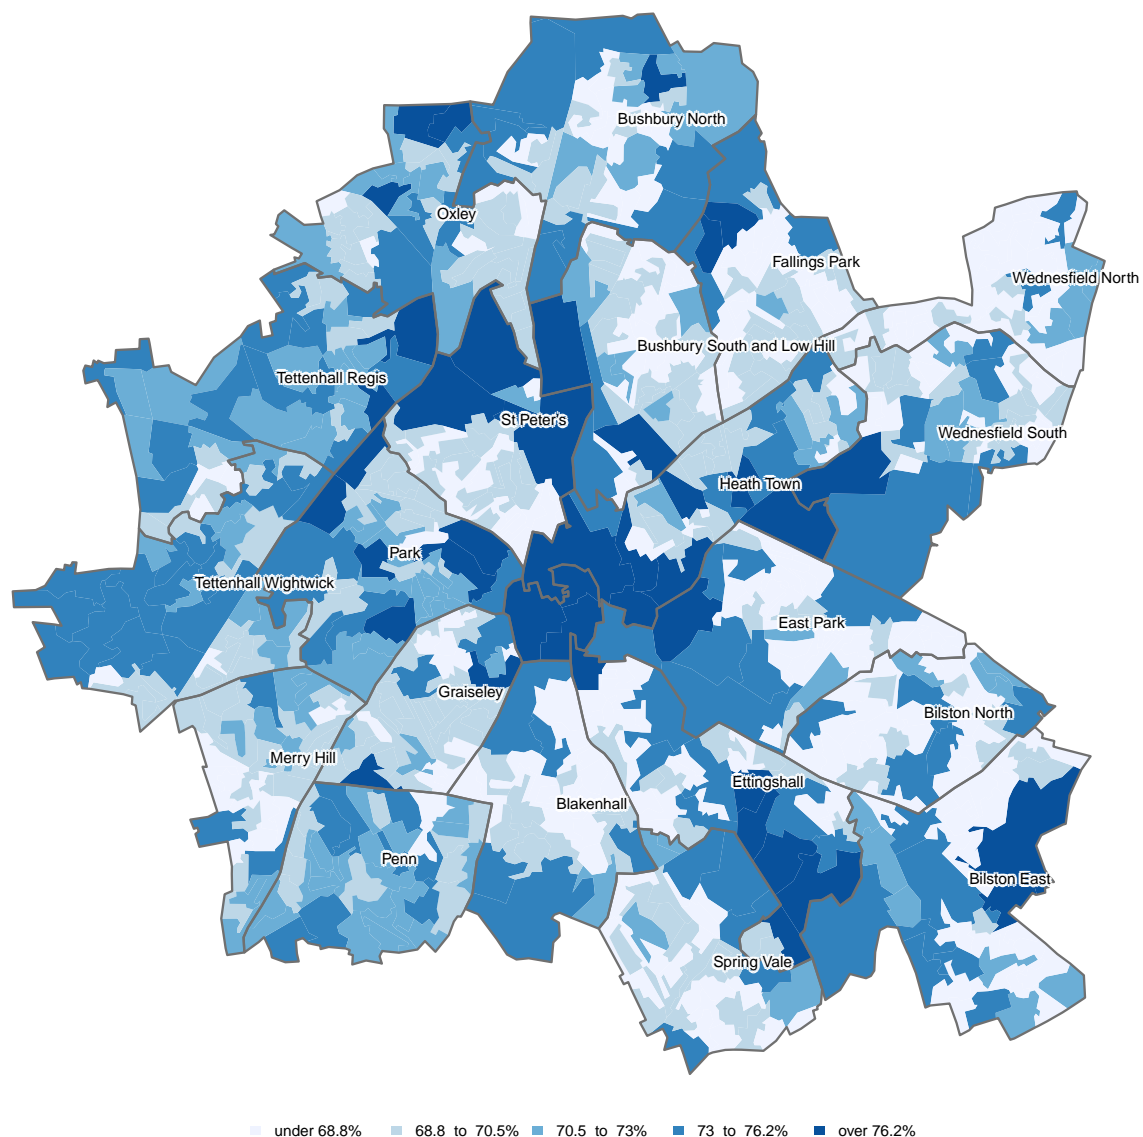 Bushbury North
Oxley
Fallings Park
Wednesfield North
Bushbury South and Low Hill
Tettenhall Regis
St Peter's
Wednesfield South
Heath Town
Park
Tettenhall Wightwick
East Park
Graiseley
Bilston North
Merry Hill
Ettingshall
Blakenhall
Penn
Bilston East
Spring Vale
under 68.8% 68.8 to 70.5% 70.5 to 73% 73 to 76.2% over 76.2%